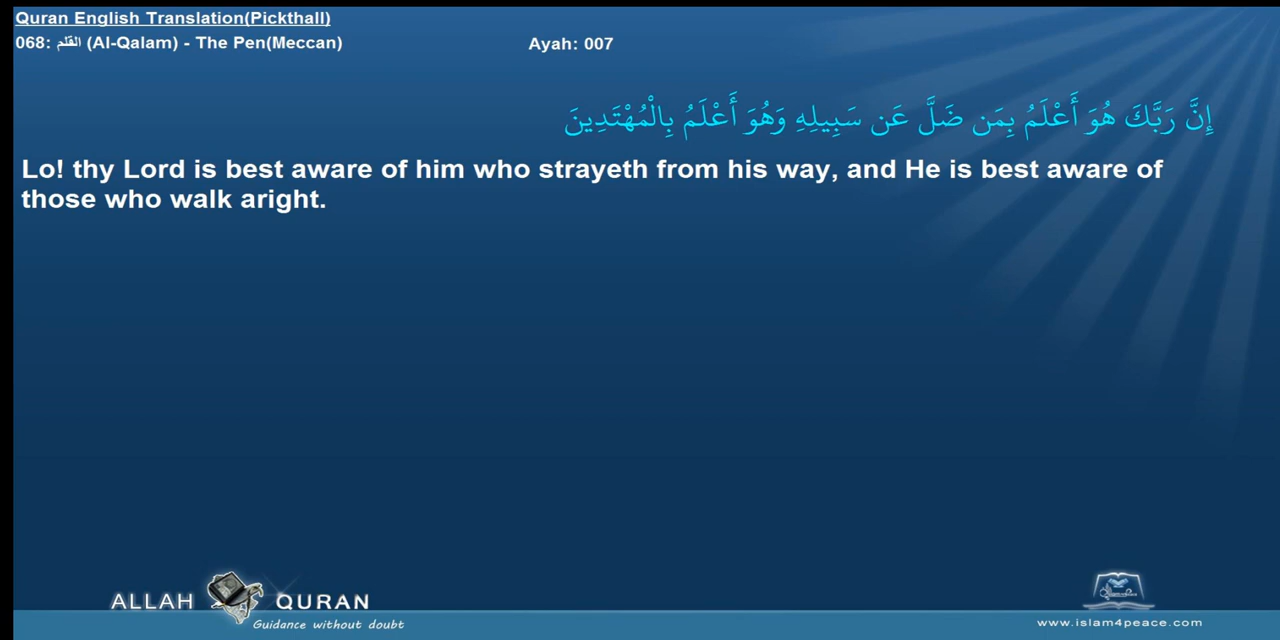 Quran English Translation(Pickthall)
068: القلم (Al-Qalam) - The Pen(Meccan) Ayah: 007
إِنَّ رَبَّكَ هُوَ أَعْلَمُ بِمَن ضَلَّ عَن سَبِيلِهِ وَهُوَ أَعْلَمُ بِالْمُهْتَدِينَ
Lo! thy Lord is best aware of him who strayeth from his way, and He is best aware of
those who walk aright.
ALLAH QURAN
Guidance without doubt
www.islam4peace.com